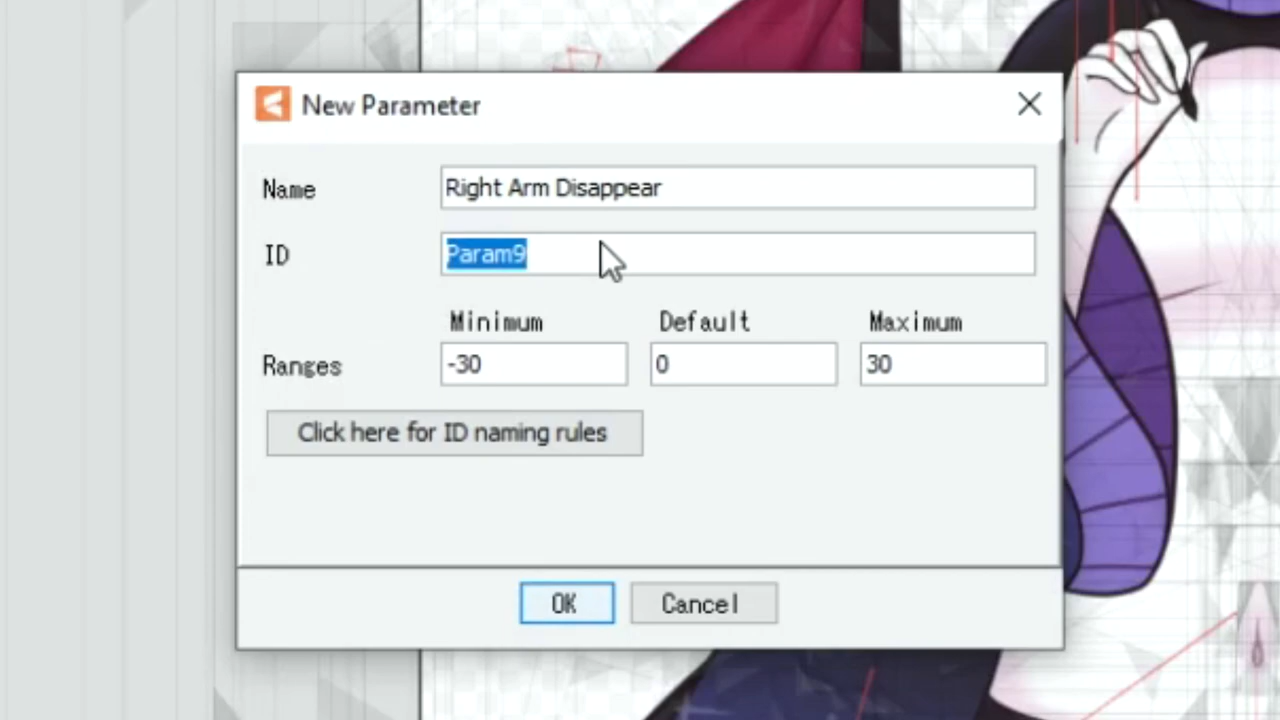 New Parameter
Name
Right Arm Disappear
ID
Param9
Minimum
Default
Maximum
Ranges
-30
0
30
Click here for ID naming rules
OK
Cancel